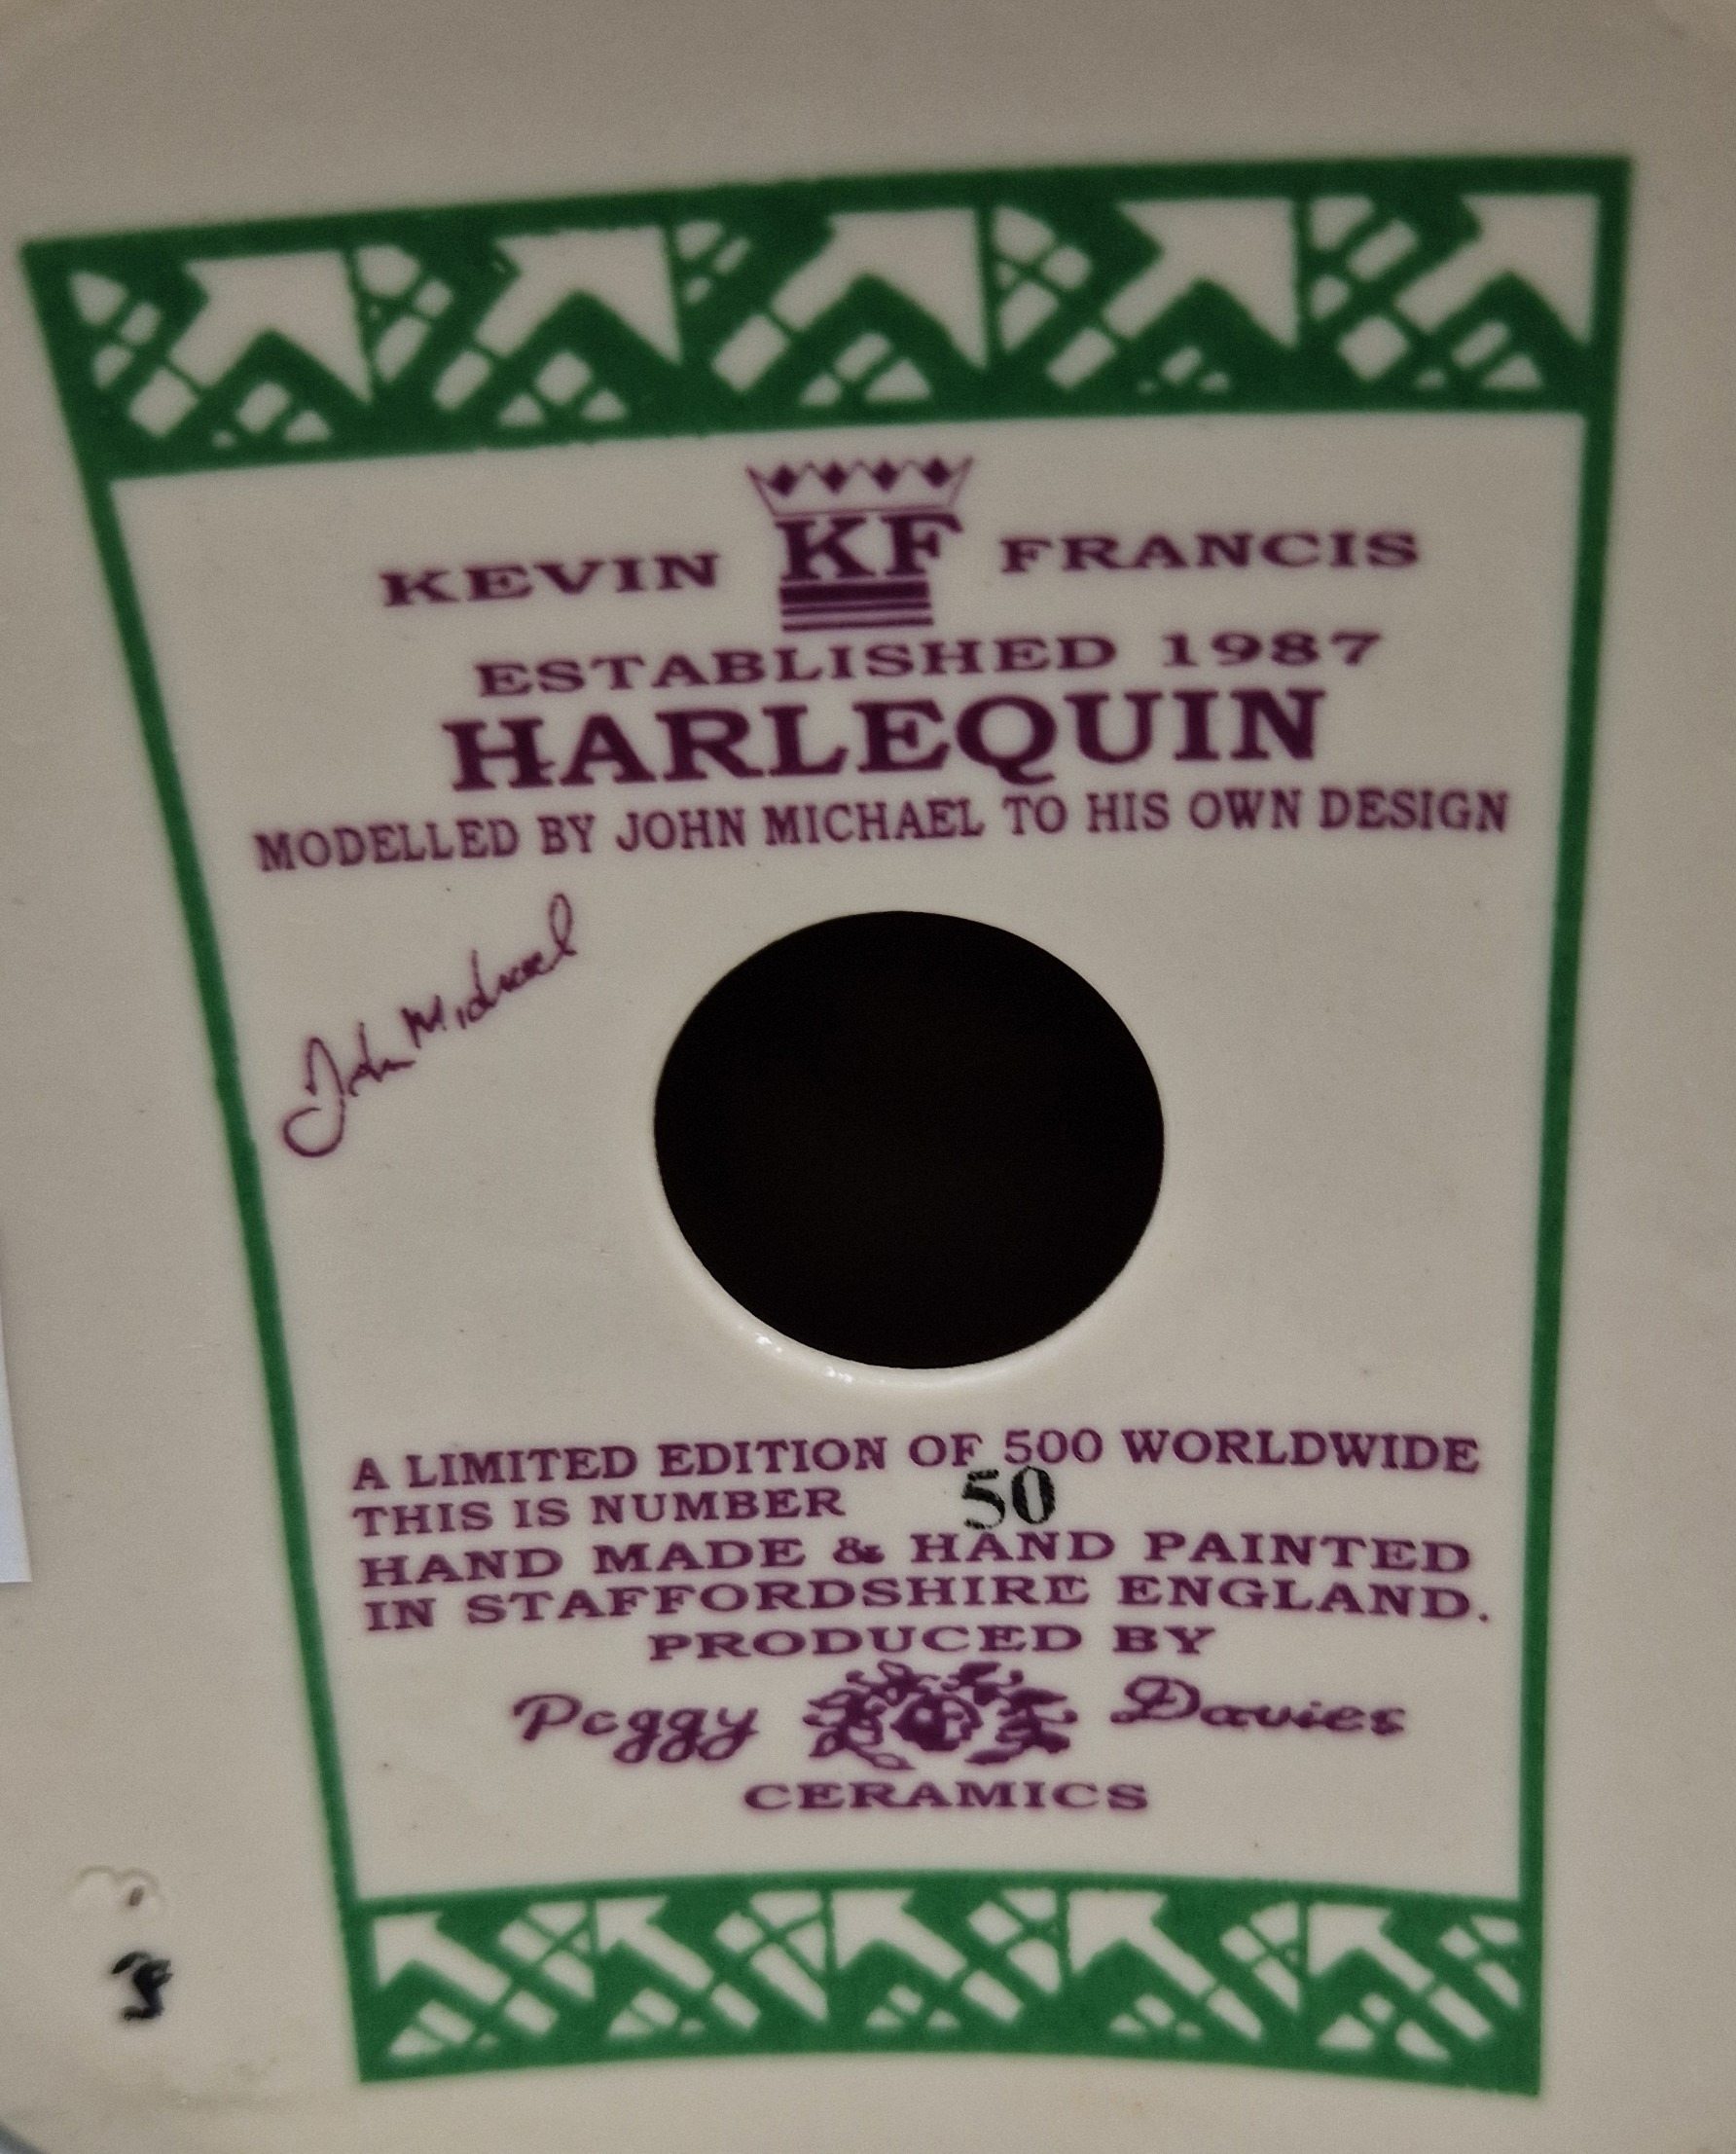 KEVIN KF FRANCIS
ESTABLISHED 1987
HARLEQUIN
MODELLED BY JOHN MICHAEL TO HIS OWN DESIGN
John Michael
A LIMITED EDITION OF 500 WORLDWIDE
THIS IS NUMBER 50
HAND MADE & HAND PAINTED
IN STAFFORDSHIRE ENGLAND.
PRODUCED BY
Peggy Davies
CERAMICS